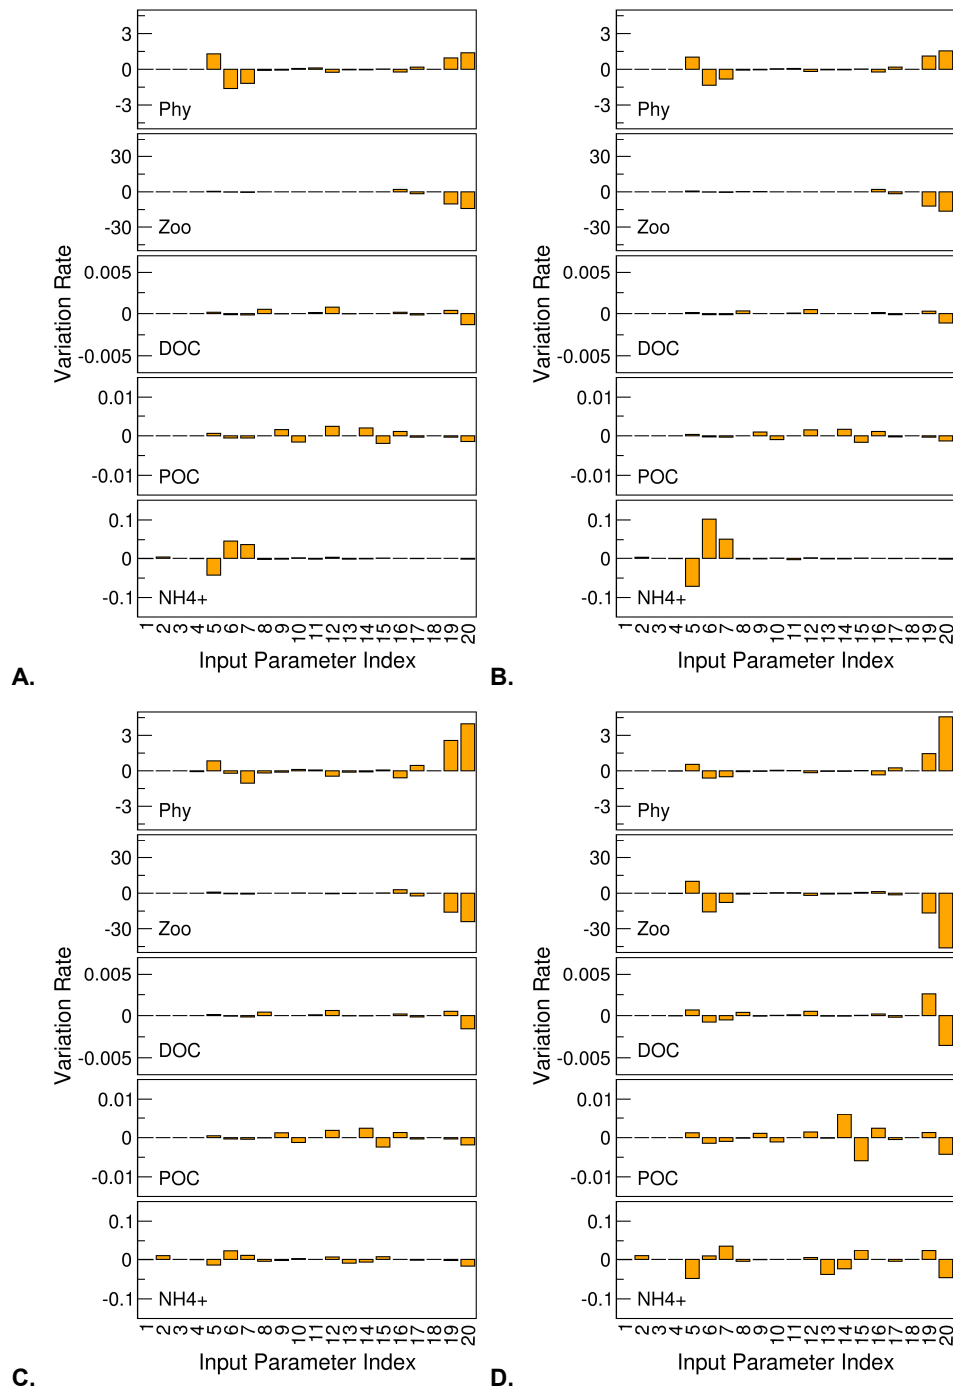 3
0
-3
Phy
30
0
-30
Zoo
0.005
0
-0.005
DOC
0.01
0
-0.01
POC
0.1
0
-0.1
NH4+
Variation Rate
1 2 3 4 5 6 7 8 9 10 11 12 13 14 15 16 17 18 19 20
Input Parameter Index
A.
3
0
-3
Phy
30
0
-30
Zoo
0.005
0
-0.005
DOC
0.01
0
-0.01
POC
0.1
0
-0.1
NH4+
Variation Rate
1 2 3 4 5 6 7 8 9 10 11 12 13 14 15 16 17 18 19 20
Input Parameter Index
B.
3
0
-3
Phy
30
0
-30
Zoo
0.005
0
-0.005
DOC
0.01
0
-0.01
POC
0.1
0
-0.1
NH4+
Variation Rate
1 2 3 4 5 6 7 8 9 10 11 12 13 14 15 16 17 18 19 20
Input Parameter Index
C.
3
0
-3
Phy
30
0
-30
Zoo
0.005
0
-0.005
DOC
0.01
0
-0.01
POC
0.1
0
-0.1
NH4+
Variation Rate
1 2 3 4 5 6 7 8 9 10 11 12 13 14 15 16 17 18 19 20
Input Parameter Index
D.